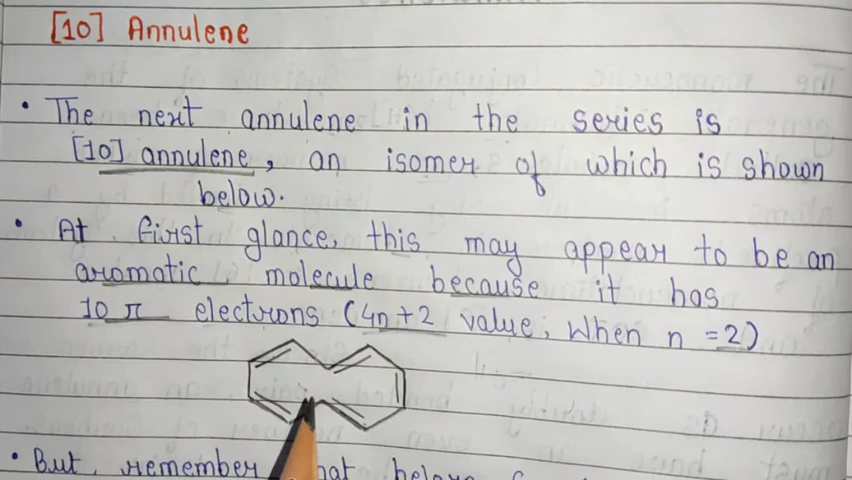 [10] Annulene
• The next annulene in the series is
[10] annulene, an isomer of which is shown
below.
• At first glance, this may appear to be an
aromatic molecule because it has
10 π electrons (4n+2 value, when n = 2)
• But, remember that before